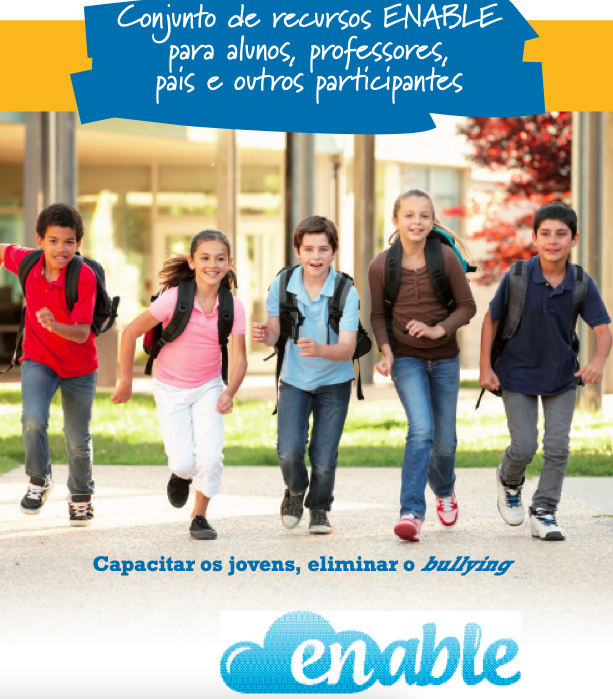 Conjunto de recursos ENABLE
para alunos, professores,
pais e outros participantes
Capacitar os jovens, eliminar o bullying
enable